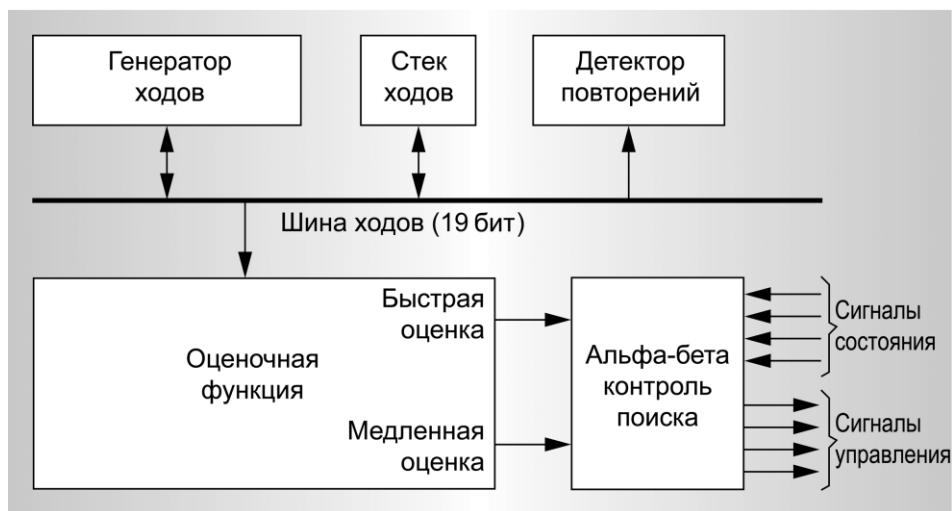 Генератор
ходов
Стек
ходов
Детектор
повторений
Шина ходов (19 бит)
Быстрая
оценка
Оценочная
функция
Медленная
оценка
Альфа-бета
контроль
поиска
Сигналы
состояния
Сигналы
управления